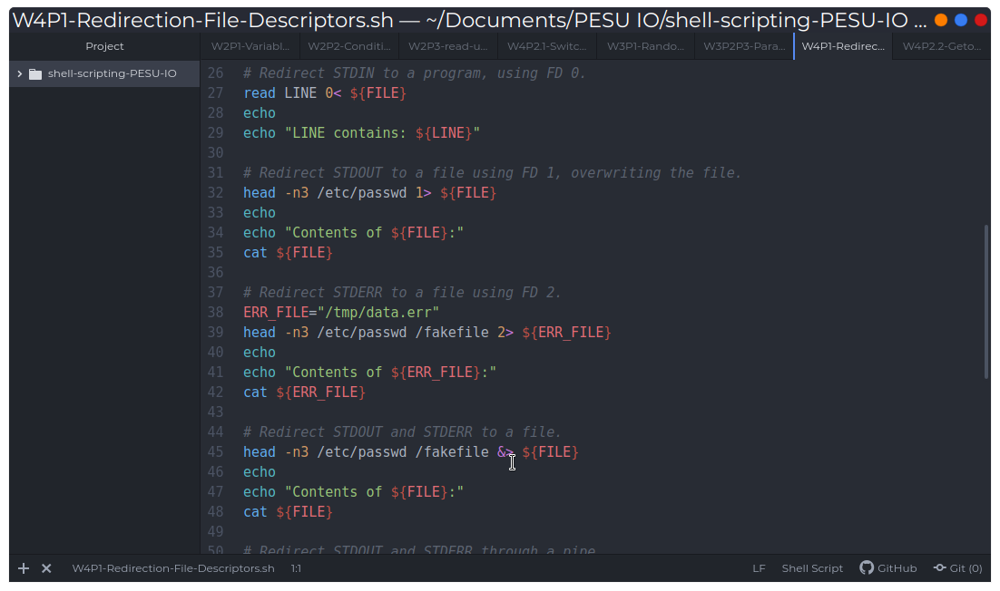 W4P1-Redirection-File-Descriptors.sh — ~/Documents/PESU IO/shell-scripting-PESU-IO ...
Project
W2P1-Variabl...
W2P2-Conditi...
W2P3-read-u...
W4P2.1-Switc...
W3P1-Rando...
W3P2P3-Para...
W4P1-Redirec...
W4P2.2-Geto...
shell-scripting-PESU-IO
26 # Redirect STDIN to a program, using FD 0.
27 read LINE 0< ${FILE}
28 echo
29 echo "LINE contains: ${LINE}"
30
31 # Redirect STDOUT to a file using FD 1, overwriting the file.
32 head -n3 /etc/passwd 1> ${FILE}
33 echo
34 echo "Contents of ${FILE}:"
35 cat ${FILE}
36
37 # Redirect STDERR to a file using FD 2.
38 ERR_FILE="/tmp/data.err"
39 head -n3 /etc/passwd /fakefile 2> ${ERR_FILE}
40 echo
41 echo "Contents of ${ERR_FILE}:"
42 cat ${ERR_FILE}
43
44 # Redirect STDOUT and STDERR to a file.
45 head -n3 /etc/passwd /fakefile &> ${FILE}
46 echo
47 echo "Contents of ${FILE}:"
48 cat ${FILE}
49
50 # Redirect STDOUT and STDERR through a pipe
W4P1-Redirection-File-Descriptors.sh 1:1 LF Shell Script GitHub Git (0)